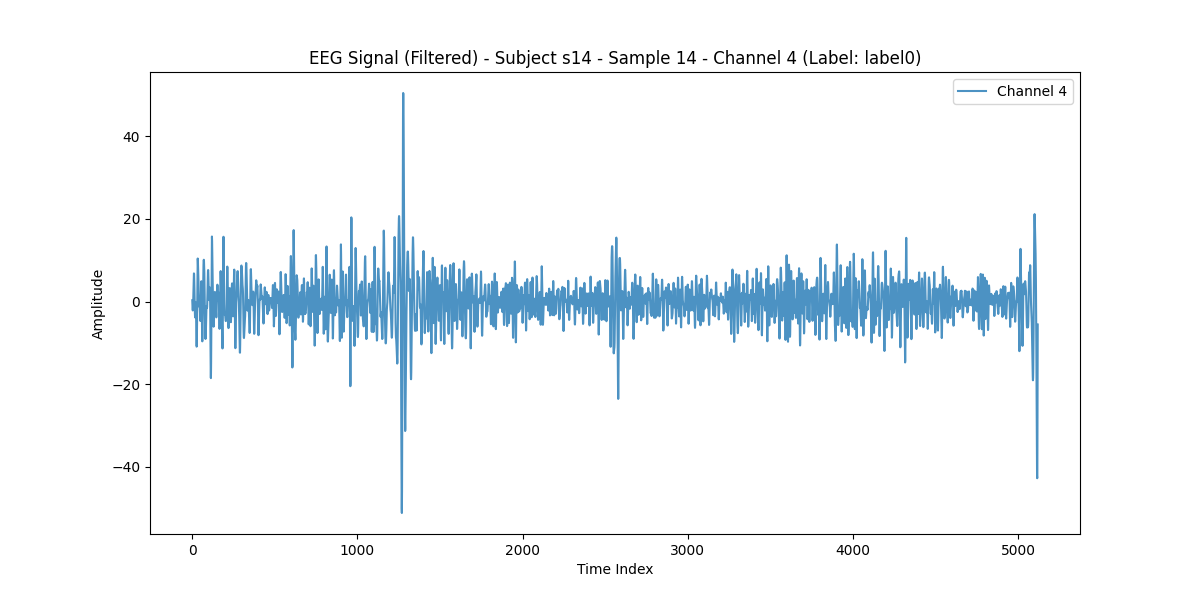 EEG Signal (Filtered) - Subject s14 - Sample 14 - Channel 4 (Label: label0)
Channel 4
40
20
0
−20
−40
Amplitude
0 1000 2000 3000 4000 5000
Time Index